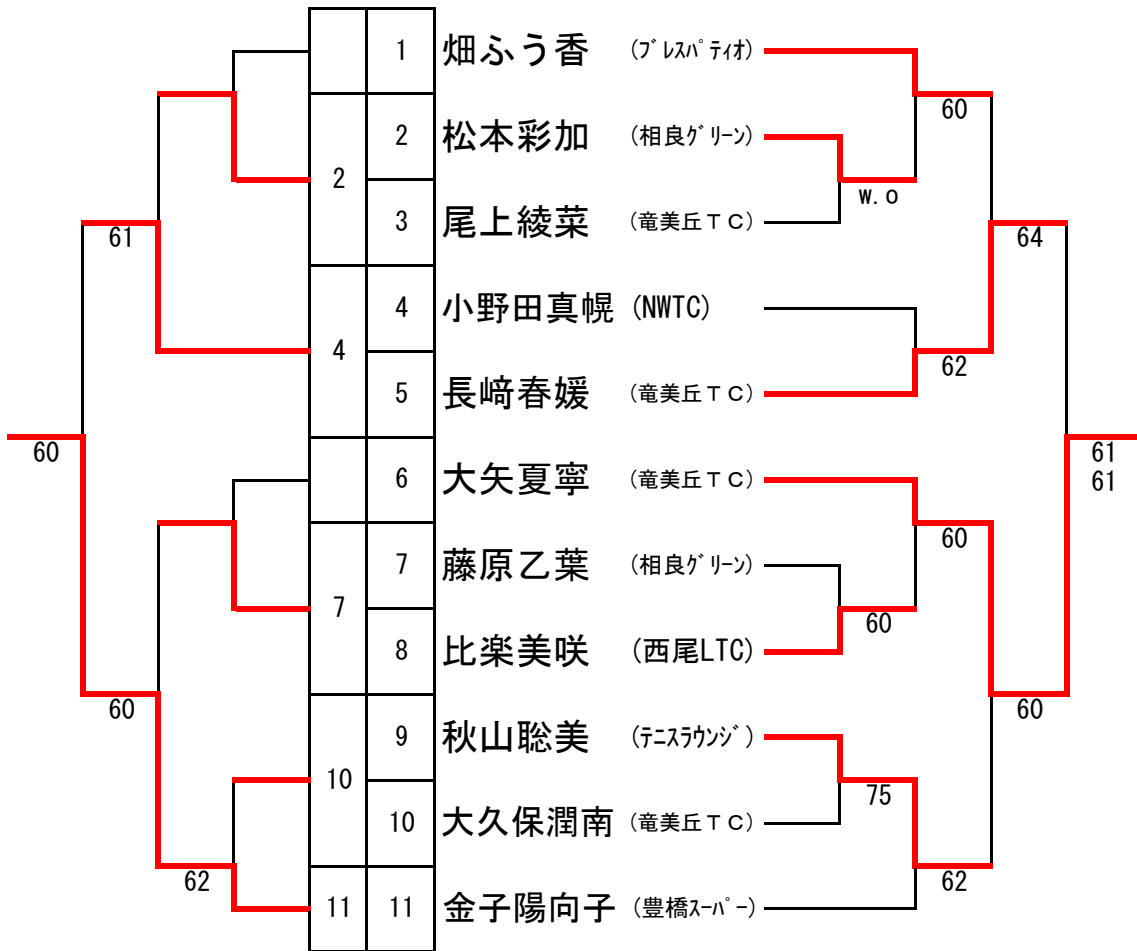 1 畑ふう香 (ﾌﾞﾚｽﾊﾟﾃｨｵ)
60
2 松本彩加 (相良ｸﾞﾘｰﾝ)
2
w.o
3 尾上綾菜 (竜美丘ＴＣ)
61
64
4 小野田真幌 (NWTC)
4
62
5 長﨑春媛 (竜美丘ＴＣ)
60
61
61
6 大矢夏寧 (竜美丘ＴＣ)
60
7 藤原乙葉 (相良ｸﾞﾘｰﾝ)
7
60
8 比楽美咲 (西尾LTC)
60
60
9 秋山聡美 (ﾃﾆｽﾗｳﾝｼﾞ)
10
75
10 大久保潤南 (竜美丘ＴＣ)
62
62
11 11 金子陽向子 (豊橋ｽｰﾊﾟｰ)